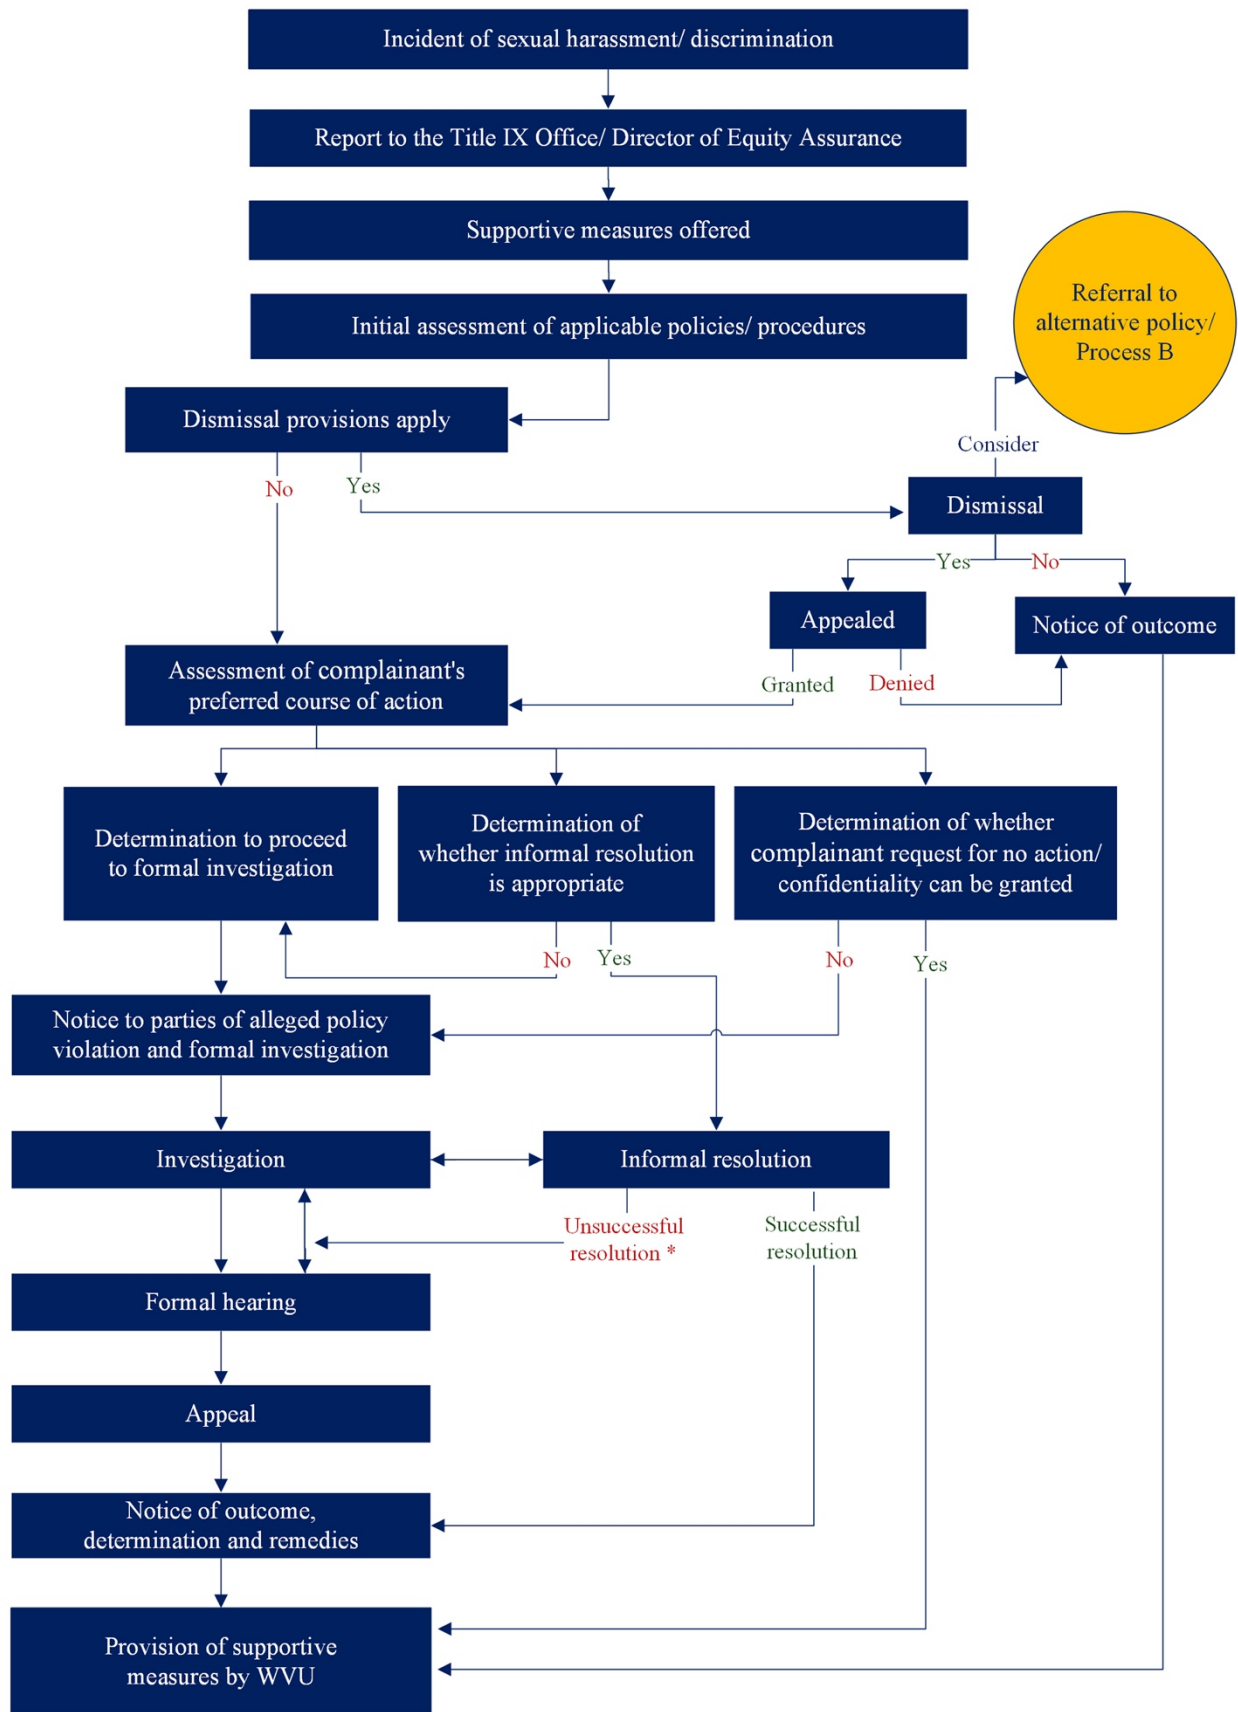 Incident of sexual harassment/ discrimination
Report to the Title IX Office/ Director of Equity Assurance
Supportive measures offered
Initial assessment of applicable policies/ procedures
Referral to
alternative policy/
Process B
Dismissal provisions apply
Consider
No
Yes
Dismissal
Yes
No
Appealed
Notice of outcome
Assessment of complainant's
preferred course of action
Granted
Denied
Determination to proceed
to formal investigation
Determination of
whether informal resolution
is appropriate
Determination of whether
complainant request for no action/
confidentiality can be granted
No
Yes
No
Yes
Notice to parties of alleged policy
violation and formal investigation
Investigation
Informal resolution
Unsuccessful
resolution *
Successful
resolution
Formal hearing
Appeal
Notice of outcome,
determination and remedies
Provision of supportive
measures by WVU